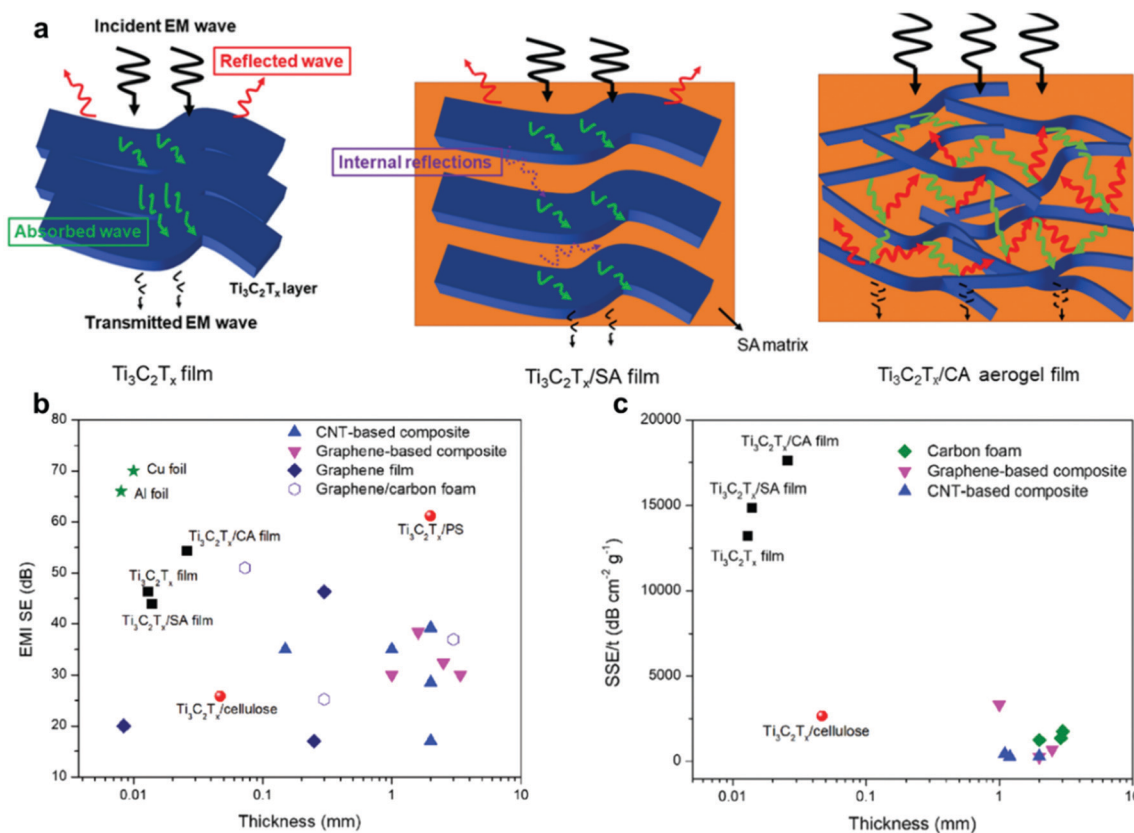 a
Incident EM wave
Reflected wave
Internal reflections
Absorbed wave
Ti₃C₂Tₓ layer
Transmitted EM wave
SA matrix
Ti₃C₂Tₓ film
Ti₃C₂Tₓ/SA film
Ti₃C₂Tₓ/CA aerogel film
b
80
70
60
50
40
30
20
10
EMI SE (dB)
CNT-based composite
Graphene-based composite
Graphene film
Graphene/carbon foam
Cu foil
Al foil
Ti₃C₂Tₓ/PS
Ti₃C₂Tₓ/CA film
Ti₃C₂Tₓ film
Ti₃C₂Tₓ/SA film
Ti₃C₂Tₓ/cellulose
0.01
0.1
1
10
Thickness (mm)
c
20000
15000
10000
5000
0
SSE/t (dB cm⁻² g⁻¹)
Ti₃C₂Tₓ/CA film
Carbon foam
Graphene-based composite
CNT-based composite
Ti₃C₂Tₓ/SA film
Ti₃C₂Tₓ film
Ti₃C₂Tₓ/cellulose
0.01
0.1
1
10
Thickness (mm)